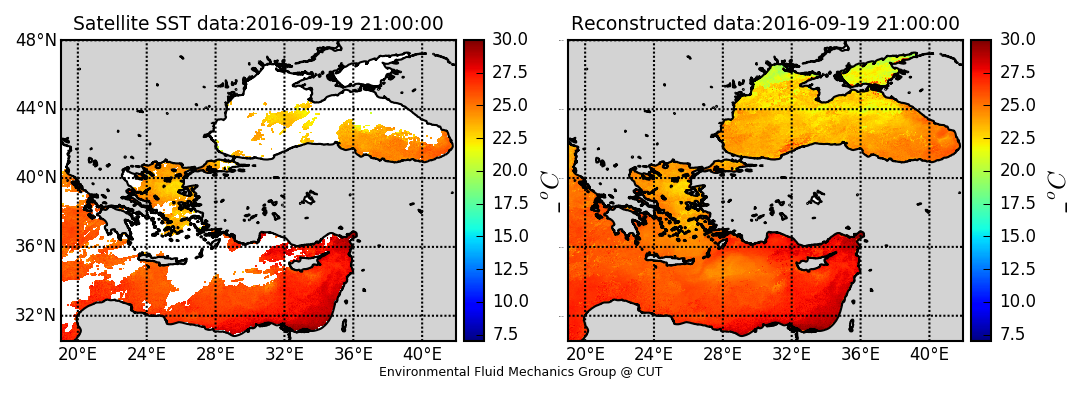 Satellite SST data:2016-09-19 21:00:00
48°N
44°N
40°N
36°N
32°N
20°E 24°E 28°E 32°E 36°E 40°E
30.0
27.5
25.0
22.5
20.0
17.5
15.0
12.5
10.0
7.5
_°C
Reconstructed data:2016-09-19 21:00:00
20°E 24°E 28°E 32°E 36°E 40°E
30.0
27.5
25.0
22.5
20.0
17.5
15.0
12.5
10.0
7.5
_°C
Environmental Fluid Mechanics Group @ CUT